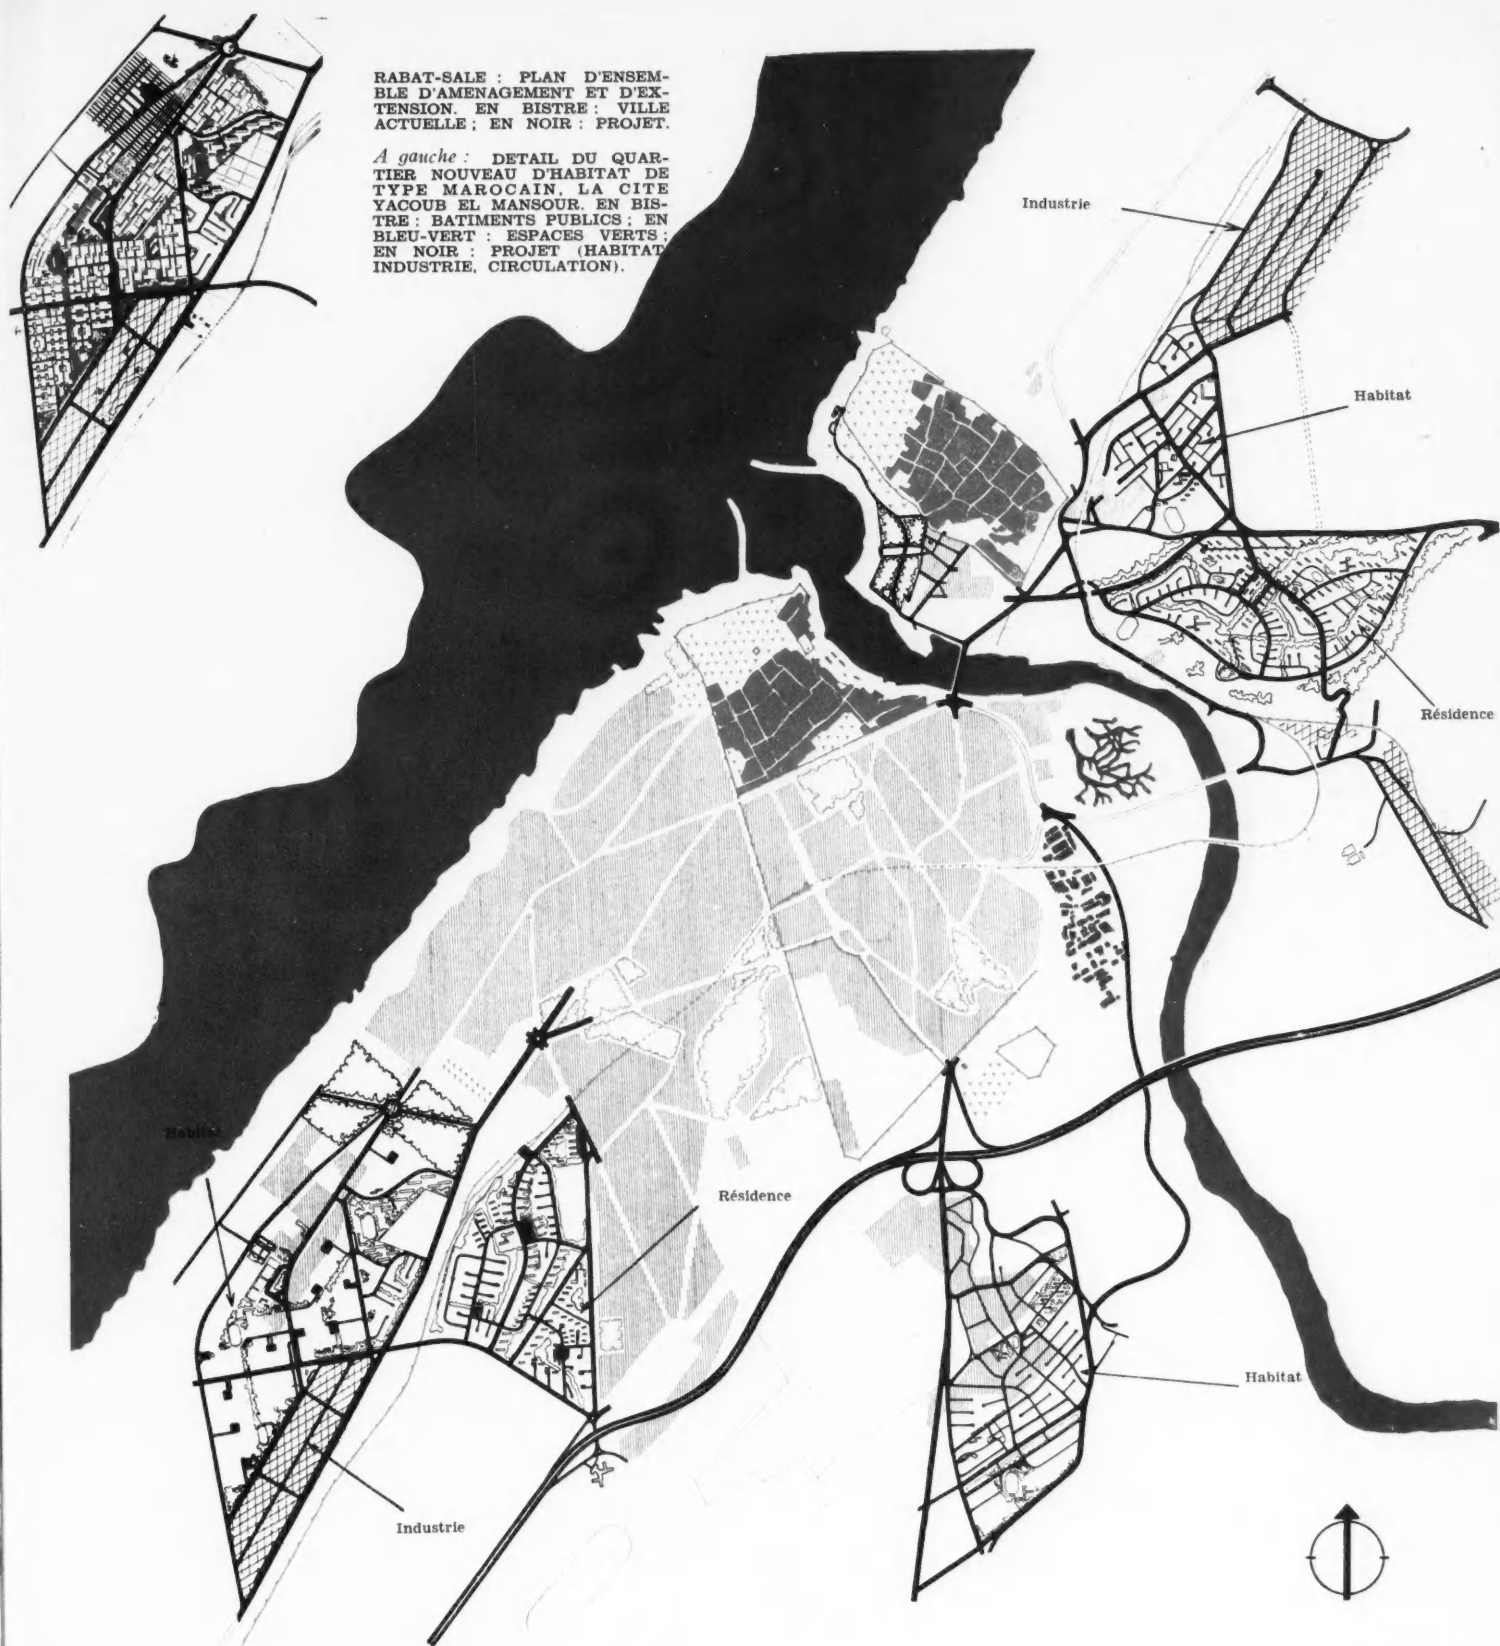 RABAT-SALE : PLAN D'ENSEM-
BLE D'AMENAGEMENT ET D'EX-
TENSION. EN BISTRE : VILLE
ACTUELLE ; EN NOIR : PROJET.
A gauche : DETAIL DU QUAR-
TIER NOUVEAU D'HABITAT DE
TYPE MAROCAIN, LA CITE
YACOUB EL MANSOUR. EN BIS-
TRE : BATIMENTS PUBLICS ; EN
BLEU-VERT : ESPACES VERTS ;
EN NOIR : PROJET (HABITAT
INDUSTRIE, CIRCULATION).
Industrie
Habitat
Résidence
Habitat
Résidence
Habitat
Industrie